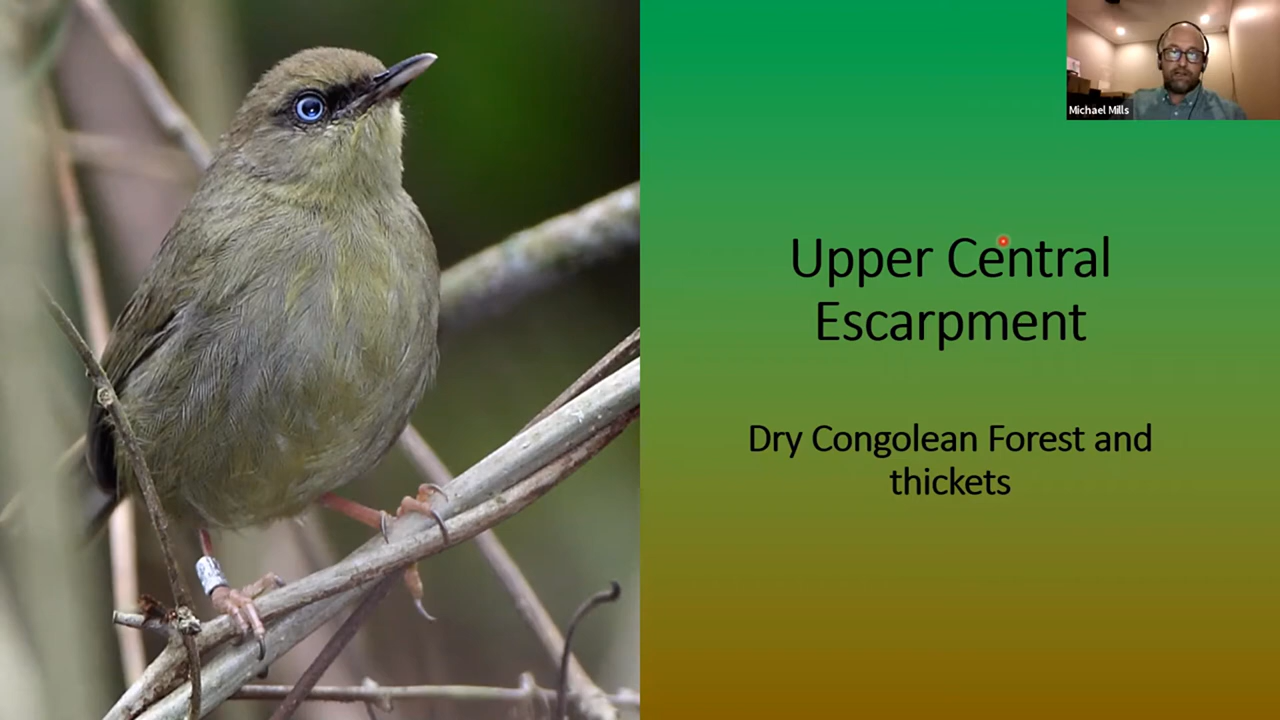 Michael Mills
Upper Central
Escarpment
Dry Congolean Forest and
thickets